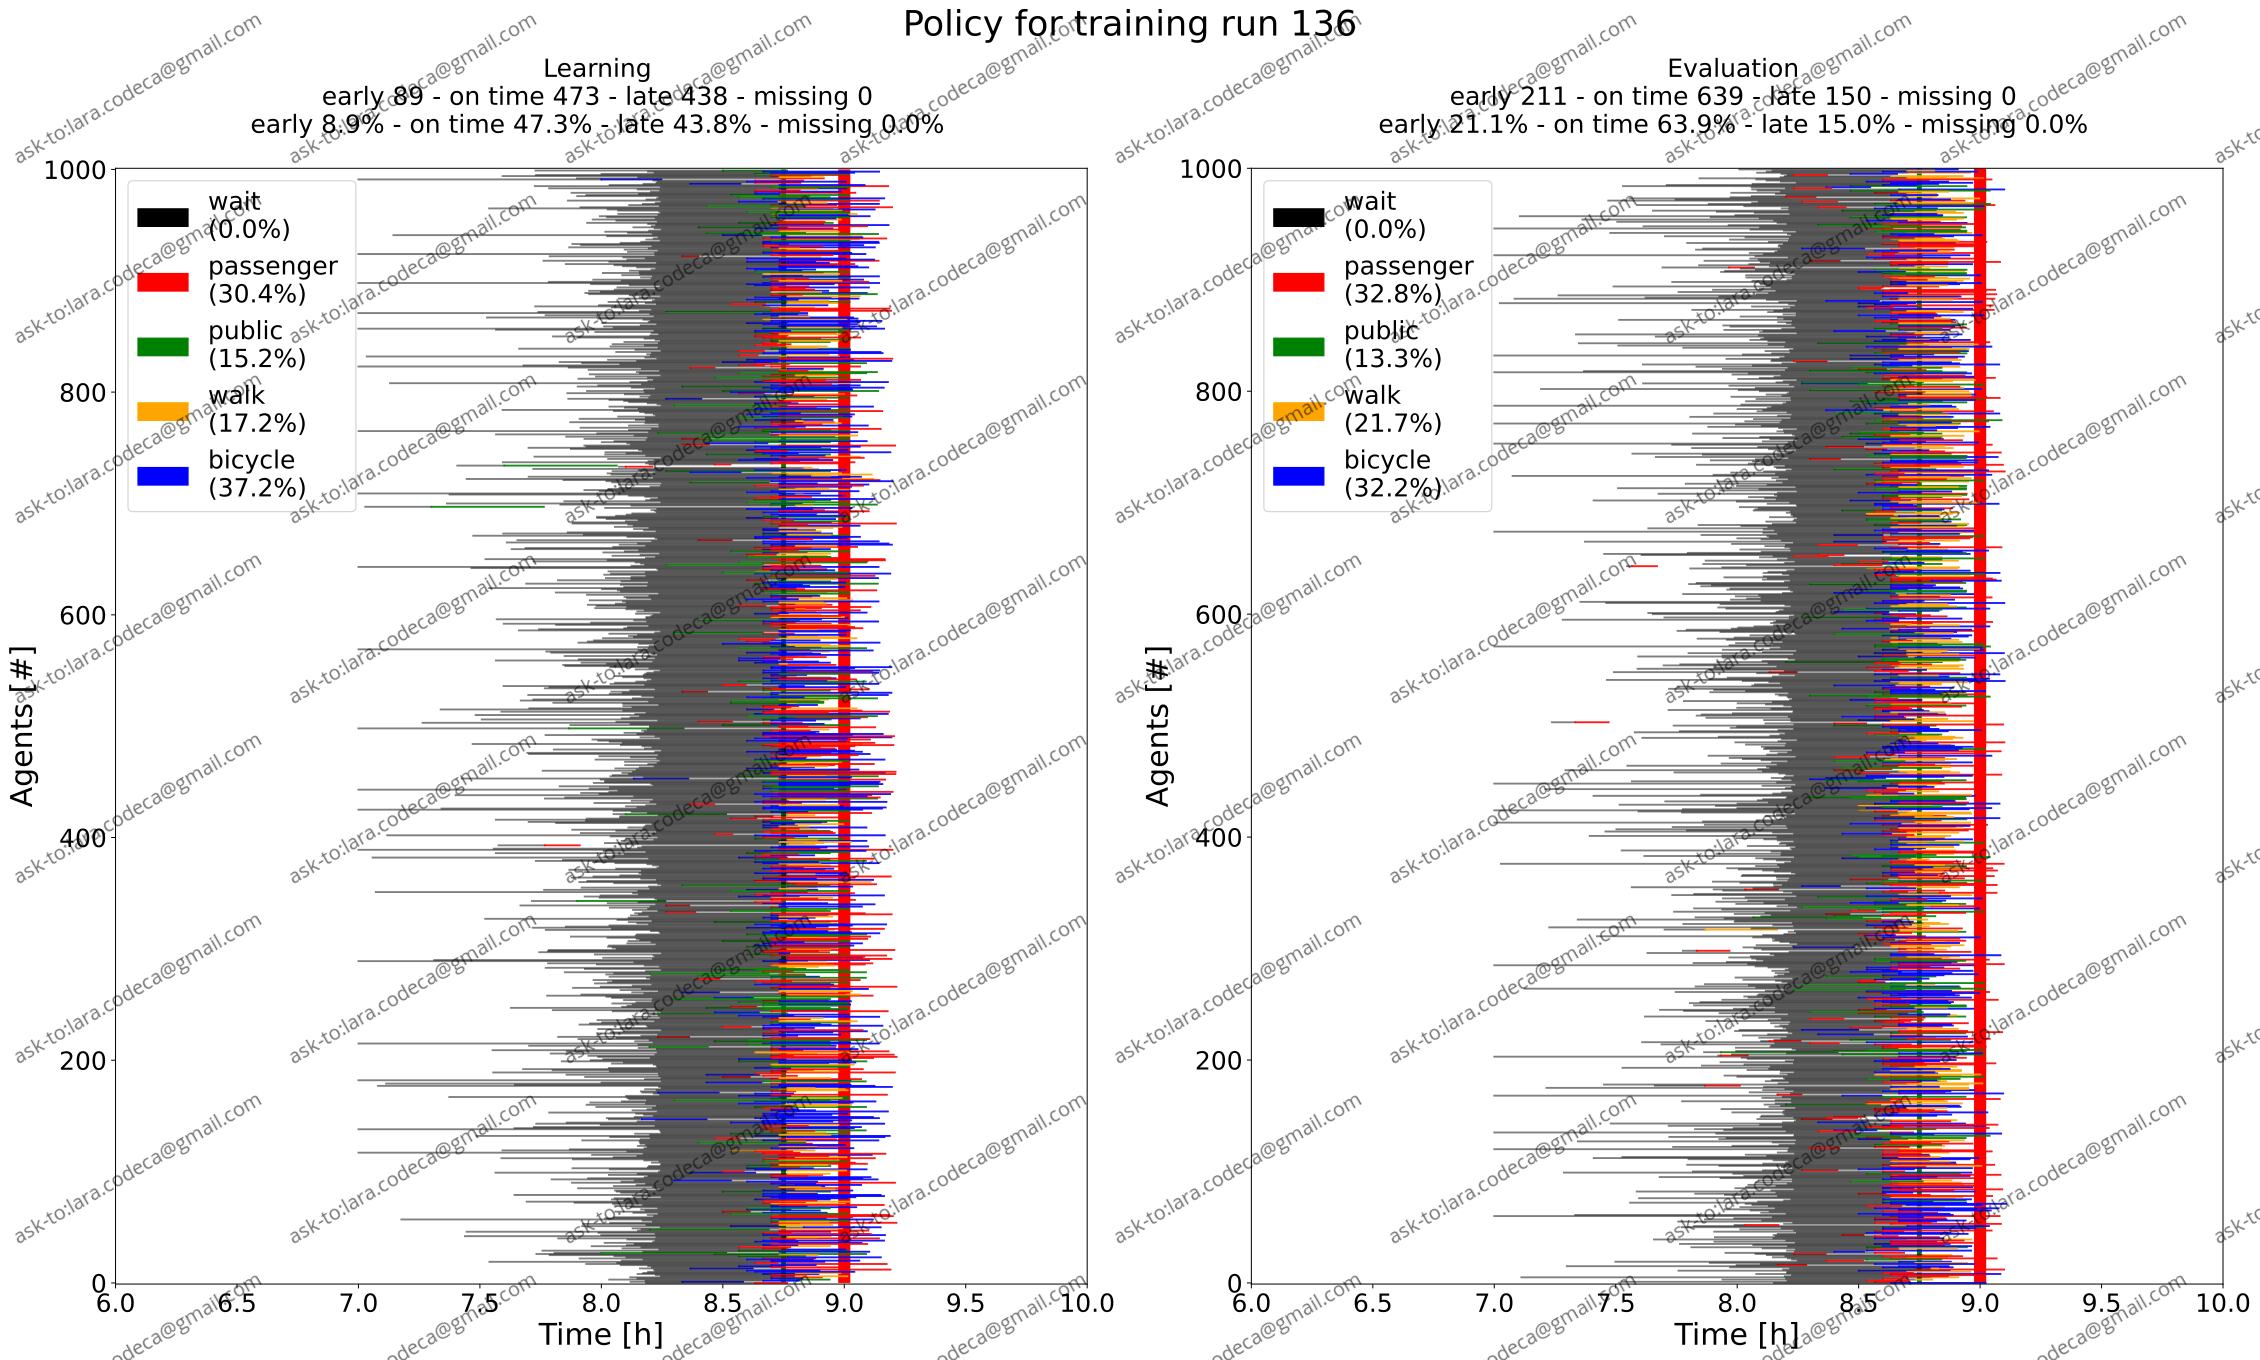 Policy for training run 136
Learning
early 89 - on time 473 - late 438 - missing 0
early 8.9% - on time 47.3% - late 43.8% - missing 0.0%
1000
800
600
400
200
0
Agents [#]
wait
(0.0%)
passenger
(30.4%)
public
(15.2%)
walk
(17.2%)
bicycle
(37.2%)
6.0 6.5 7.0 7.5 8.0 8.5 9.0 9.5 10.0
Time [h]
Evaluation
early 211 - on time 639 - late 150 - missing 0
early 21.1% - on time 63.9% - late 15.0% - missing 0.0%
1000
800
600
400
200
0
Agents [#]
wait
(0.0%)
passenger
(32.8%)
public
(13.3%)
walk
(21.7%)
bicycle
(32.2%)
6.0 6.5 7.0 7.5 8.0 8.5 9.0 9.5 10.0
Time [h]
ask-to:lara.codeca@gmail.com